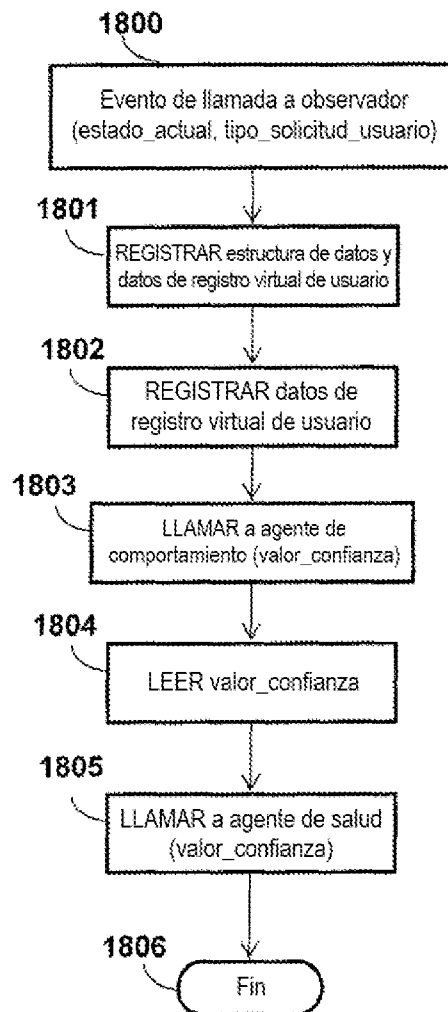 1800
Evento de llamada a observador
(estado_actual, tipo_solicitud_usuario)
1801
REGISTRAR estructura de datos y
datos de registro virtual de usuario
1802
REGISTRAR datos de
registro virtual de usuario
1803
LLAMAR a agente de
comportamiento (valor_confianza)
1804
LEER valor_confianza
1805
LLAMAR a agente de salud
(valor_confianza)
1806
Fin